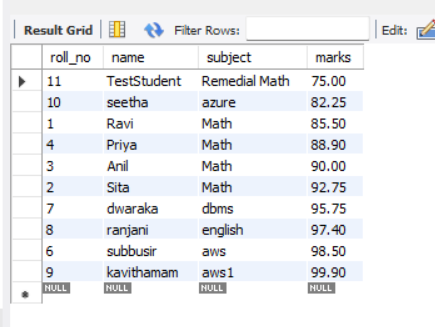 Result Grid Filter Rows: Edit:
roll_no name subject marks
11 TestStudent Remedial Math 75.00
10 seetha azure 82.25
1 Ravi Math 85.50
4 Priya Math 88.90
3 Anil Math 90.00
2 Sita Math 92.75
7 dwaraka dbms 95.75
8 ranjani english 97.40
6 subbusir aws 98.50
9 kavithamam aws1 99.90
NULL NULL NULL NULL